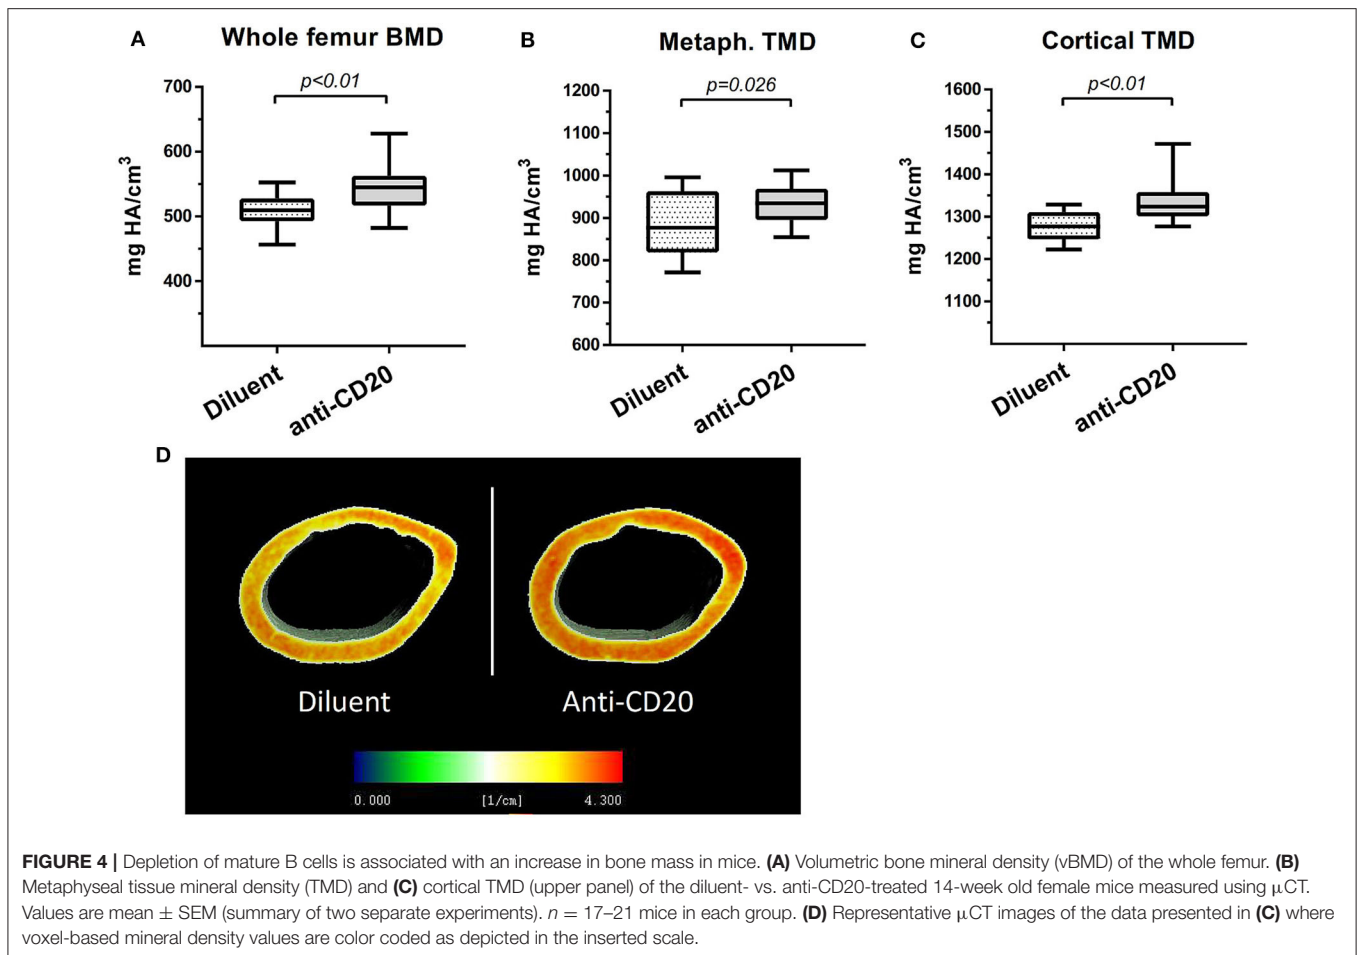 A
Whole femur BMD
p<0.01
700
600
500
400
mg HA/cm³
Diluent
anti-CD20
B
Metaph. TMD
p=0.026
1200
1100
1000
900
800
700
600
mg HA/cm³
Diluent
anti-CD20
C
Cortical TMD
p<0.01
1600
1500
1400
1300
1200
1100
mg HA/cm³
Diluent
anti-CD20
D
Diluent
Anti-CD20
0.000 [1/cm] 4.300
FIGURE 4 | Depletion of mature B cells is associated with an increase in bone mass in mice. (A) Volumetric bone mineral density (vBMD) of the whole femur. (B)
Metaphyseal tissue mineral density (TMD) and (C) cortical TMD (upper panel) of the diluent- vs. anti-CD20-treated 14-week old female mice measured using μCT.
Values are mean ± SEM (summary of two separate experiments). n = 17–21 mice in each group. (D) Representative μCT images of the data presented in (C) where
voxel-based mineral density values are color coded as depicted in the inserted scale.